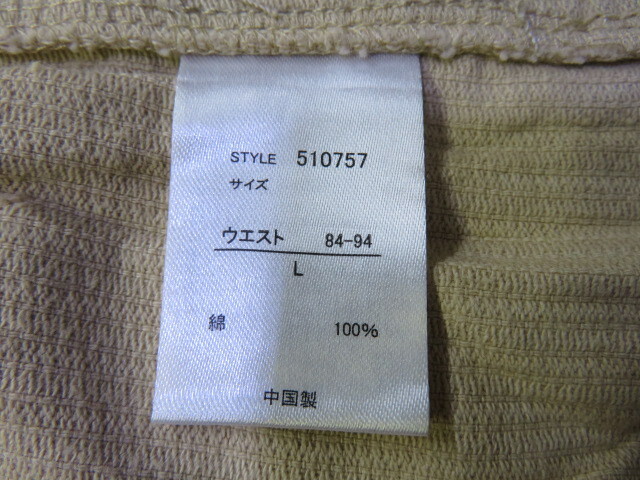 STYLE 510757
サイズ
ウエスト 84-94
L
綿 100%
中国製